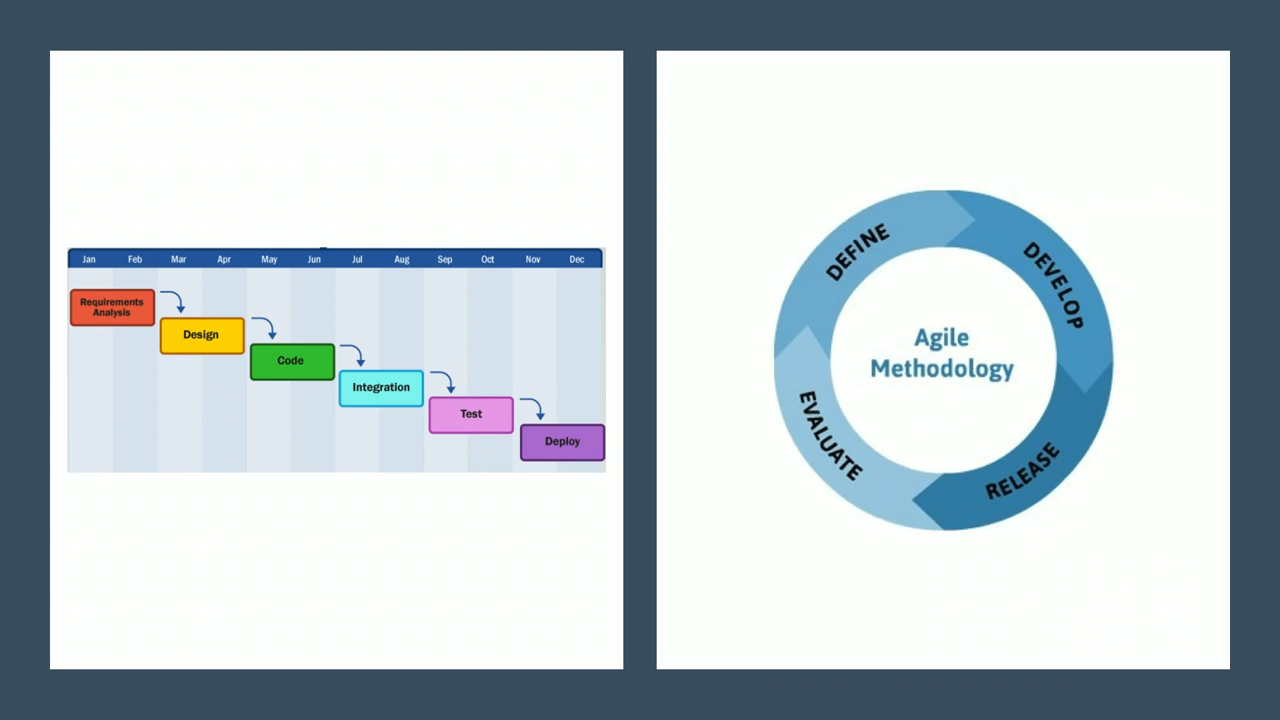 Jan Feb Mar Apr May Jun Jul Aug Sep Oct Nov Dec
Requirements
Analysis
Design
Code
Integration
Test
Deploy
DEFINE
DEVELOP
Agile
Methodology
EVALUATE
RELEASE